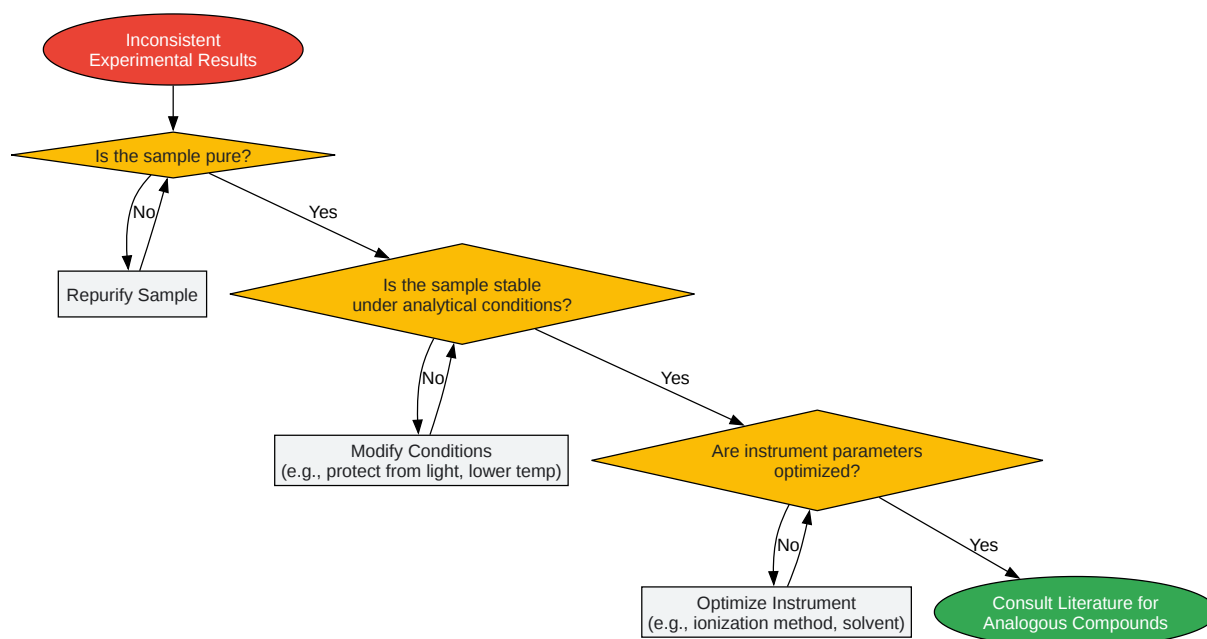 Inconsistent
Experimental Results
Is the sample pure?
No
Yes
Repurify Sample
Is the sample stable
under analytical conditions?
No
Yes
Modify Conditions
(e.g., protect from light, lower temp)
Are instrument parameters
optimized?
No
Yes
Optimize Instrument
(e.g., ionization method, solvent)
Consult Literature for
Analogous Compounds